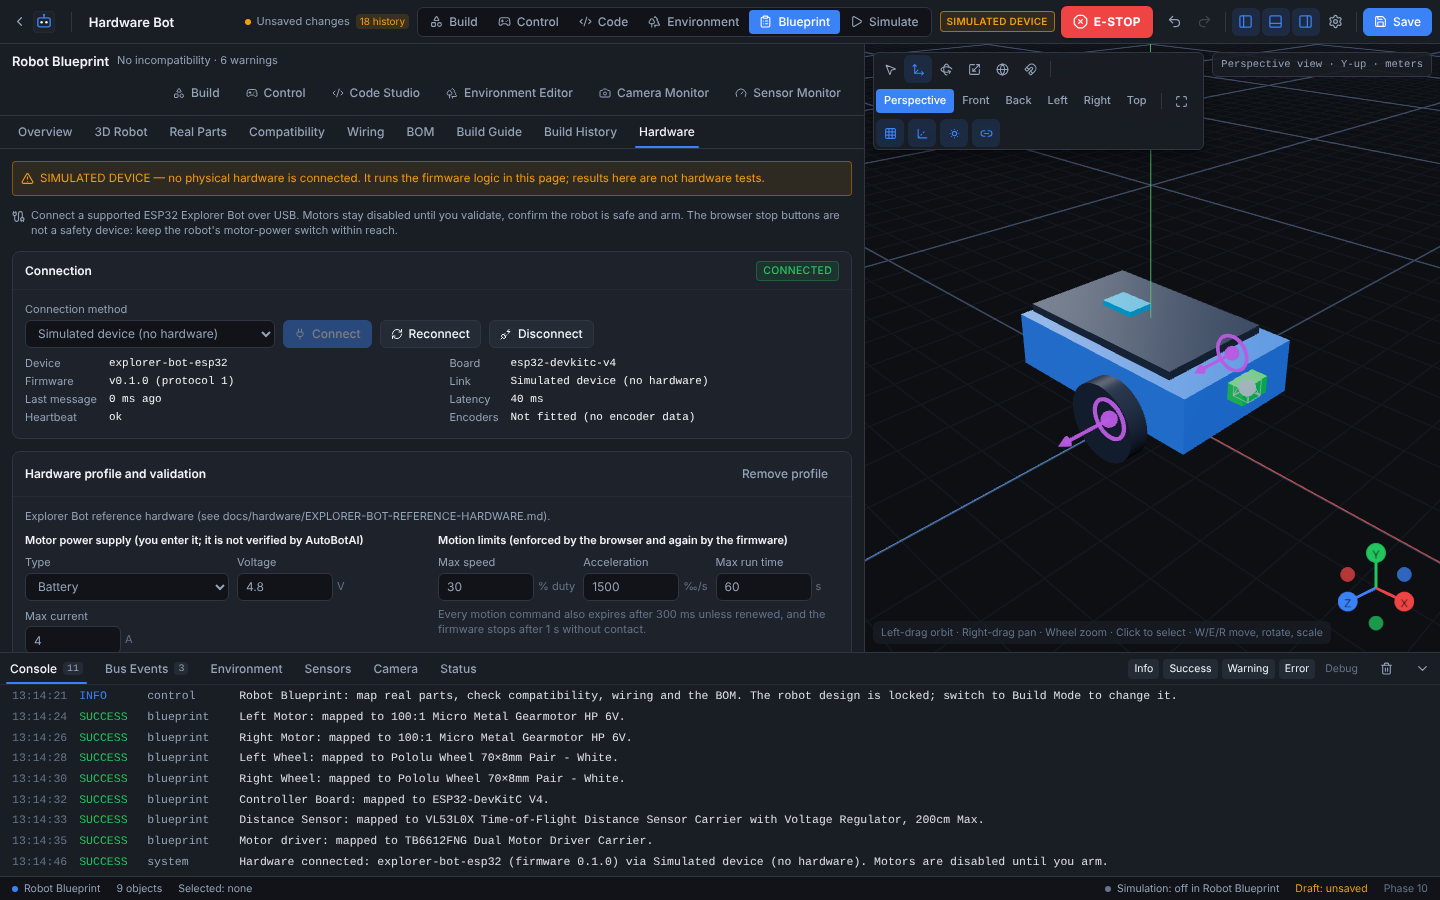 Hardware Bot
Unsaved changes 18 history
Build Control Code Environment Blueprint Simulate
SIMULATED DEVICE
E-STOP
Save
Robot Blueprint No incompatibility · 6 warnings
Build Control Code Studio Environment Editor Camera Monitor Sensor Monitor
Overview 3D Robot Real Parts Compatibility Wiring BOM Build Guide Build History Hardware
SIMULATED DEVICE — no physical hardware is connected. It runs the firmware logic in this page; results here are not hardware tests.
Connect a supported ESP32 Explorer Bot over USB. Motors stay disabled until you validate, confirm the robot is safe and arm. The browser stop buttons are
not a safety device: keep the robot's motor-power switch within reach.
Connection CONNECTED
Connection method
Simulated device (no hardware) Connect Reconnect Disconnect
Device explorer-bot-esp32 Board esp32-devkitc-v4
Firmware v0.1.0 (protocol 1) Link Simulated device (no hardware)
Last message 0 ms ago Latency 40 ms
Heartbeat ok Encoders Not fitted (no encoder data)
Hardware profile and validation Remove profile
Explorer Bot reference hardware (see docs/hardware/EXPLORER-BOT-REFERENCE-HARDWARE.md).
Motor power supply (you enter it; it is not verified by AutoBotAI) Motion limits (enforced by the browser and again by the firmware)
Type Voltage Max speed Acceleration Max run time
Battery 4.8 V 30 % duty 1500 ‰/s 60 s
Max current
4 A
Every motion command also expires after 300 ms unless renewed, and the
firmware stops after 1 s without contact.
Perspective view · Y-up · meters
Perspective Front Back Left Right Top
Y
Z X
Left-drag orbit · Right-drag pan · Wheel zoom · Click to select · W/E/R move, rotate, scale
Console 11 Bus Events 3 Environment Sensors Camera Status Info Success Warning Error Debug
13:14:21 INFO control Robot Blueprint: map real parts, check compatibility, wiring and the BOM. The robot design is locked; switch to Build Mode to change it.
13:14:24 SUCCESS blueprint Left Motor: mapped to 100:1 Micro Metal Gearmotor HP 6V.
13:14:26 SUCCESS blueprint Right Motor: mapped to 100:1 Micro Metal Gearmotor HP 6V.
13:14:28 SUCCESS blueprint Left Wheel: mapped to Pololu Wheel 70×8mm Pair - White.
13:14:30 SUCCESS blueprint Right Wheel: mapped to Pololu Wheel 70×8mm Pair - White.
13:14:32 SUCCESS blueprint Controller Board: mapped to ESP32-DevKitC V4.
13:14:33 SUCCESS blueprint Distance Sensor: mapped to VL53L0X Time-of-Flight Distance Sensor Carrier with Voltage Regulator, 200cm Max.
13:14:35 SUCCESS blueprint Motor driver: mapped to TB6612FNG Dual Motor Driver Carrier.
13:14:46 SUCCESS system Hardware connected: explorer-bot-esp32 (firmware 0.1.0) via Simulated device (no hardware). Motors are disabled until you arm.
Robot Blueprint 9 objects Selected: none Simulation: off in Robot Blueprint Draft: unsaved Phase 10